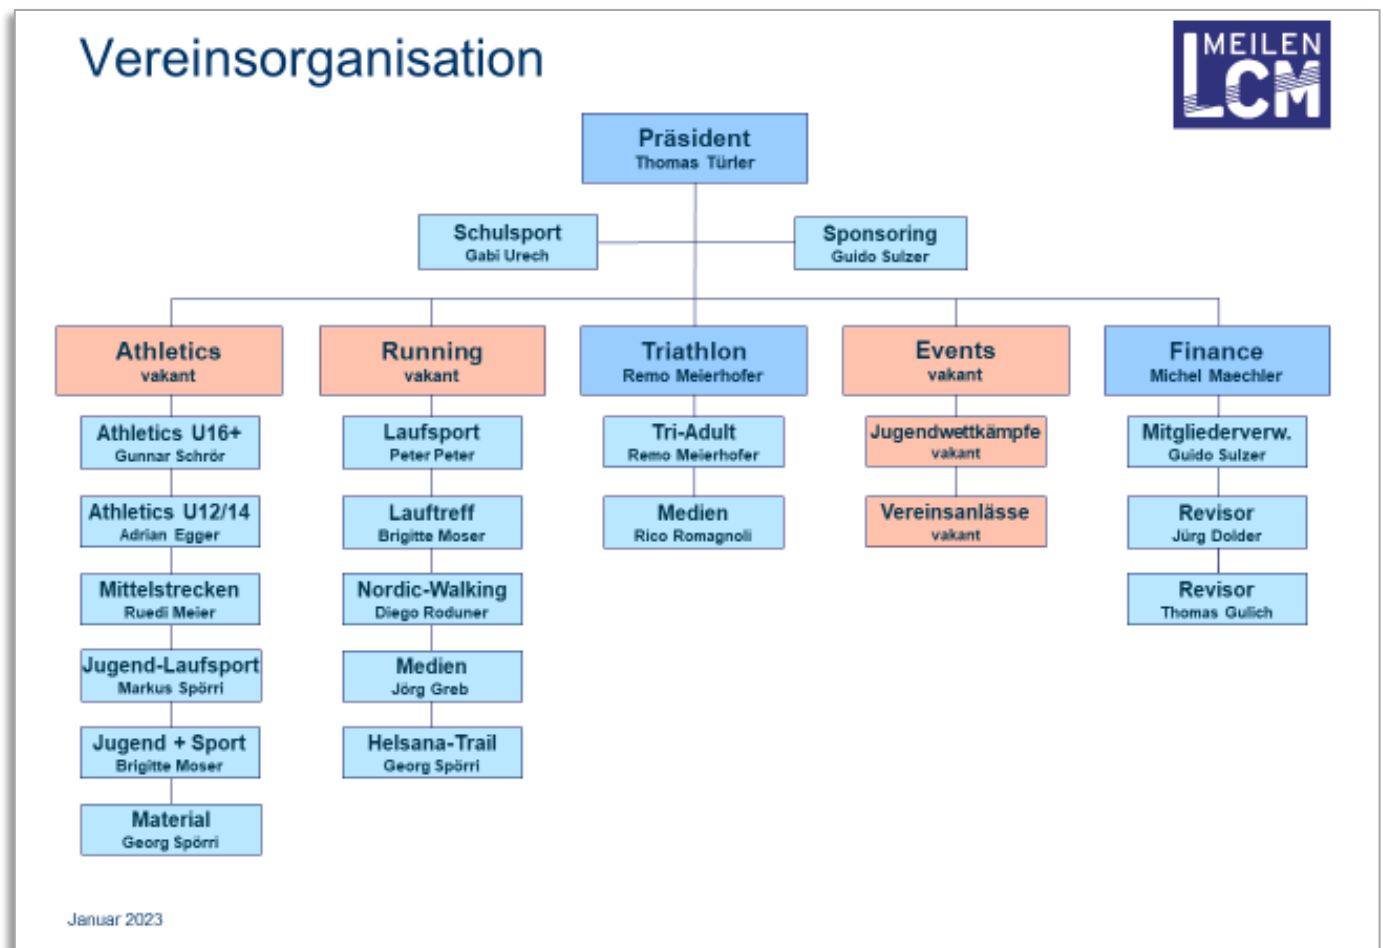 Vereinsorganisation
MEILEN
LCM
Präsident
Thomas Türler
Schulsport
Gabi Urech
Sponsoring
Guido Sulzer
Athletics
vakant
Running
vakant
Triathlon
Remo Meierhofer
Events
vakant
Finance
Michel Maechler
Athletics U16+
Gunnar Schrör
Athletics U12/14
Adrian Egger
Mittelstrecken
Ruedi Meier
Jugend-Laufsport
Markus Spörri
Jugend + Sport
Brigitte Moser
Material
Georg Spörri
Laufsport
Peter Peter
Lauftreff
Brigitte Moser
Nordic-Walking
Diego Roduner
Medien
Jörg Greb
Helsana-Trail
Georg Spörri
Tri-Adult
Remo Meierhofer
Medien
Rico Romagnoli
Jugendwettkämpfe
vakant
Vereinsanlässe
vakant
Mitgliederverw.
Guido Sulzer
Revisor
Jürg Dolder
Revisor
Thomas Gulich
Januar 2023